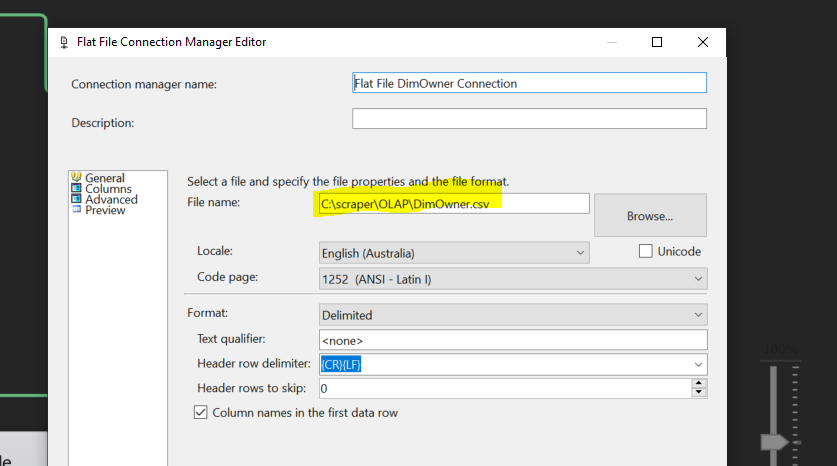 Flat File Connection Manager Editor
Connection manager name: Flat File DimOwner Connection
Description:
General
Columns
Advanced
Preview
Select a file and specify the file properties and the file format.
File name: C:\scraper\OLAP\DimOwner.csv Browse...
Locale: English (Australia) Unicode
Code page: 1252 (ANSI - Latin I)
Format: Delimited
Text qualifier: <none>
Header row delimiter: {CR}{LF}
Header rows to skip: 0
Column names in the first data row
100%